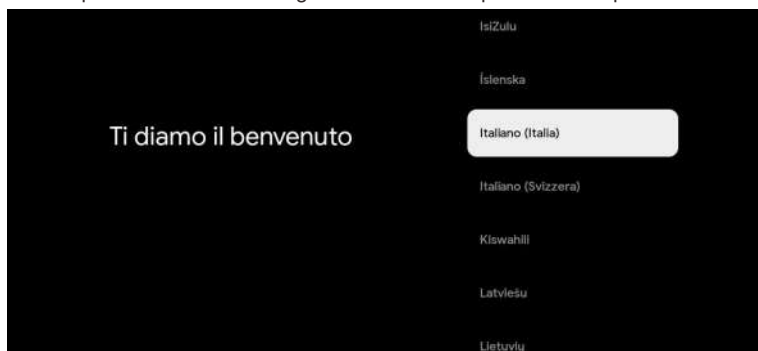 Ti diamo il benvenuto
IsiZulu
Íslenska
Italiano (Italia)
Italiano (Svizzera)
Kiswahili
Latviešu
Lietuvių